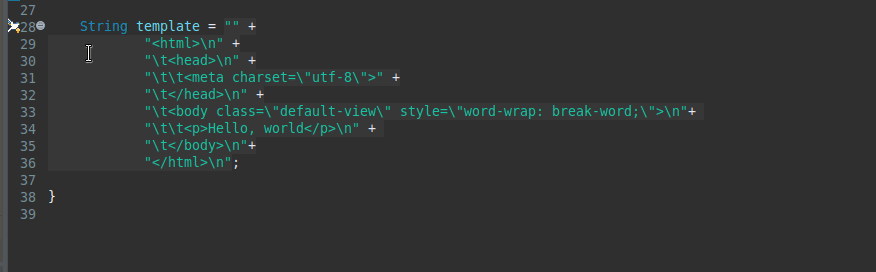 27
28    String template = "" +
29            "<html>\n" +
30            "\t<head>\n" +
31            "\t\t<meta charset=\"utf-8\">" +
32            "\t</head>\n" +
33            "\t<body class=\"default-view\" style=\"word-wrap: break-word;\">\n"+
34            "\t\t<p>Hello, world</p>\n" +
35            "\t</body>\n"+
36            "</html>\n";
37
38 }
39